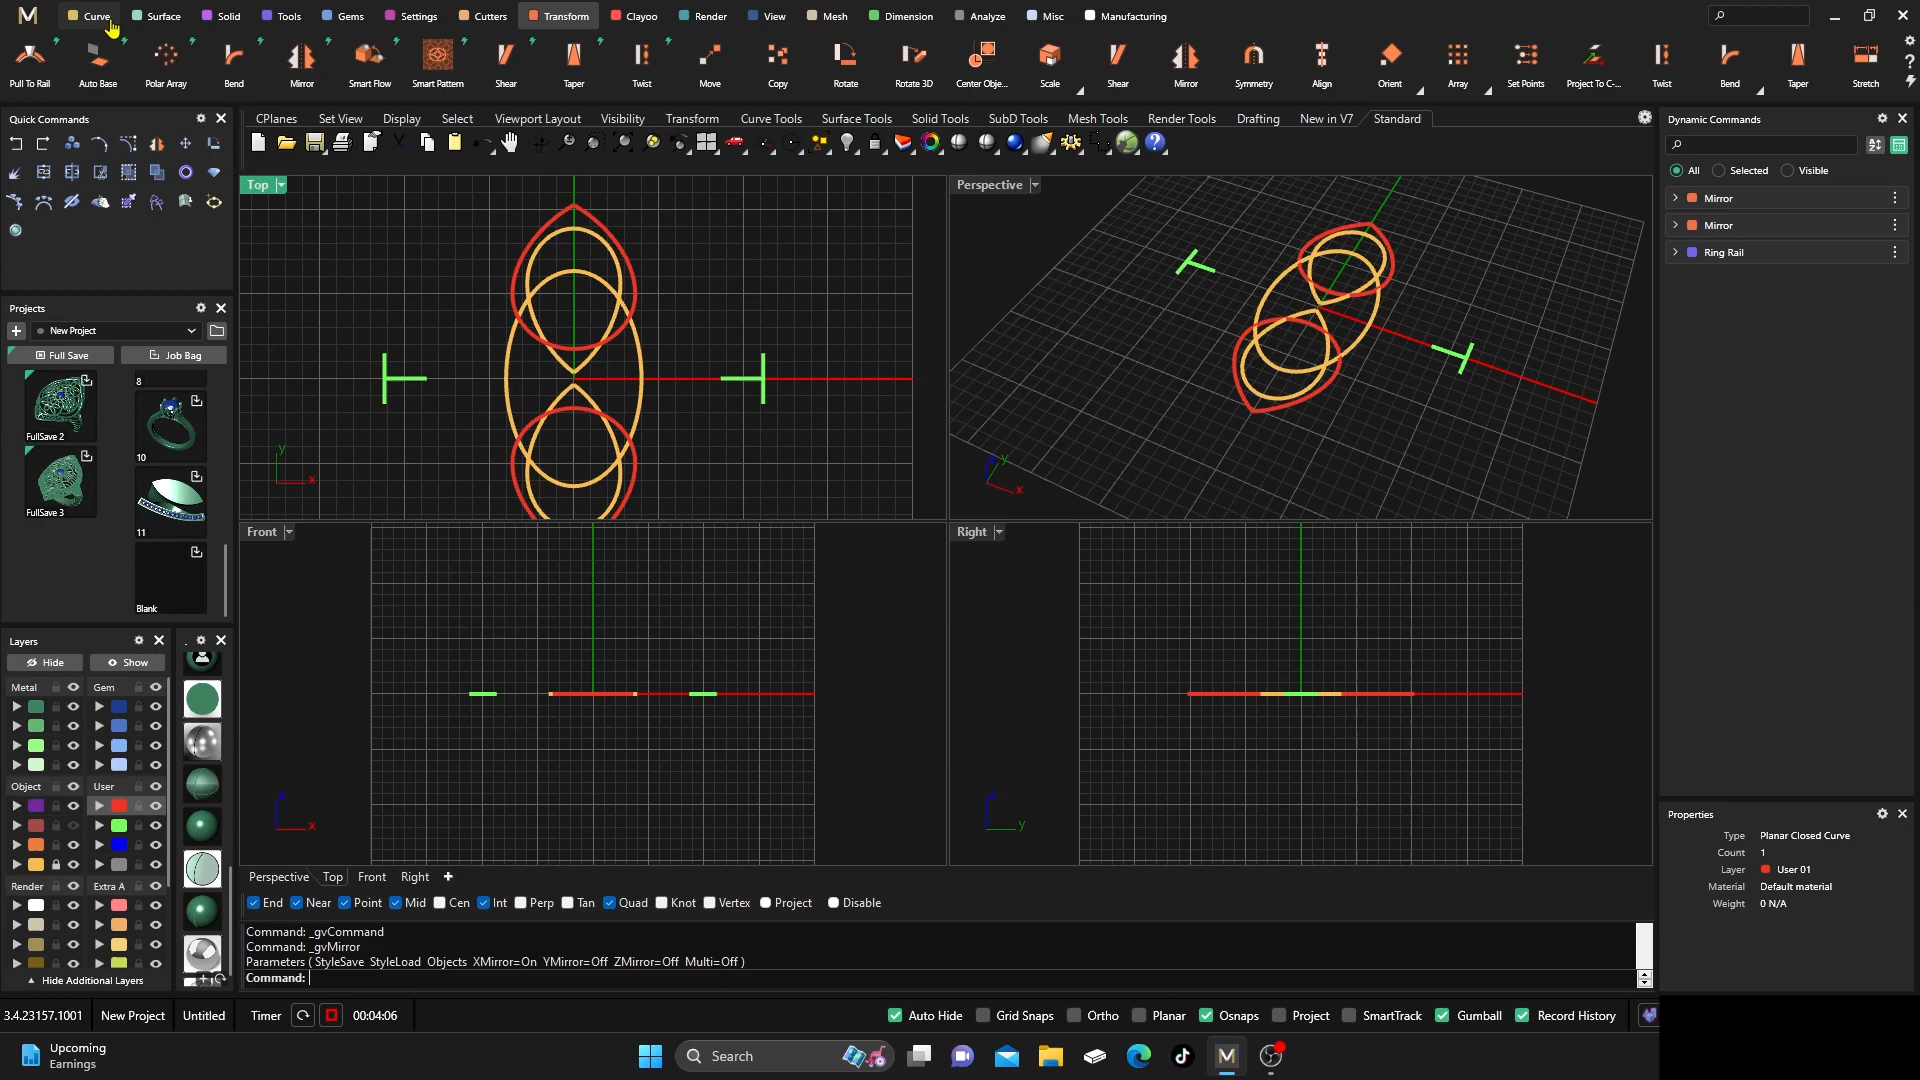 Curve Surface Solid Tools Gems Settings Cutters Transform Clayoo Render View Mesh Dimension Analyze Misc Manufacturing
Pull To Rail Auto Base Polar Array Bend Mirror Smart Flow Smart Pattern Shear Taper Twist Move Copy Rotate Rotate 3D Center Obje... Scale Shear Mirror Symmetry Align Orient Array Set Points Project To C-... Twist Bend Taper Stretch
Quick Commands
CPlanes Set View Display Select Viewport Layout Visibility Transform Curve Tools Surface Tools Solid Tools SubD Tools Mesh Tools Render Tools Drafting New in V7 Standard
Dynamic Commands
All Selected Visible
Mirror
Mirror
Ring Rail
Top
Perspective
Projects
New Project
Full Save Job Bag
8
FullSave 2
10
FullSave 3
11
Blank
y
x
y
x
Front
Right
x
y
Layers
Hide Show
Metal Gem
Object User
Render Extra A
Hide Additional Layers
Properties
Type Planar Closed Curve
Count 1
Layer User 01
Material Default material
Weight 0 N/A
Perspective Top Front Right
End Near Point Mid Cen Int Perp Tan Quad Knot Vertex Project Disable
Command: _gvCommand
Command: _gvMirror
Parameters ( StyleSave StyleLoad Objects XMirror=On YMirror=Off ZMirror=Off Multi=Off )
Command:
3.4.23157.1001 New Project Untitled Timer 00:04:06 Auto Hide Grid Snaps Ortho Planar Osnaps Project SmartTrack Gumball Record History
Upcoming
Earnings
Search